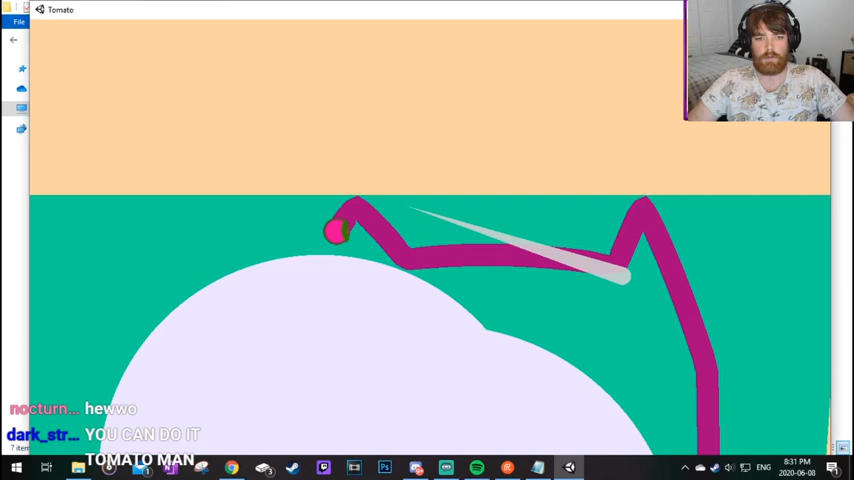 Tomato
File
nocturn... hewwo
dark_str... YOU CAN DO IT
TOMATO MAN
7 item
ENG
8:31 PM
2020-06-08